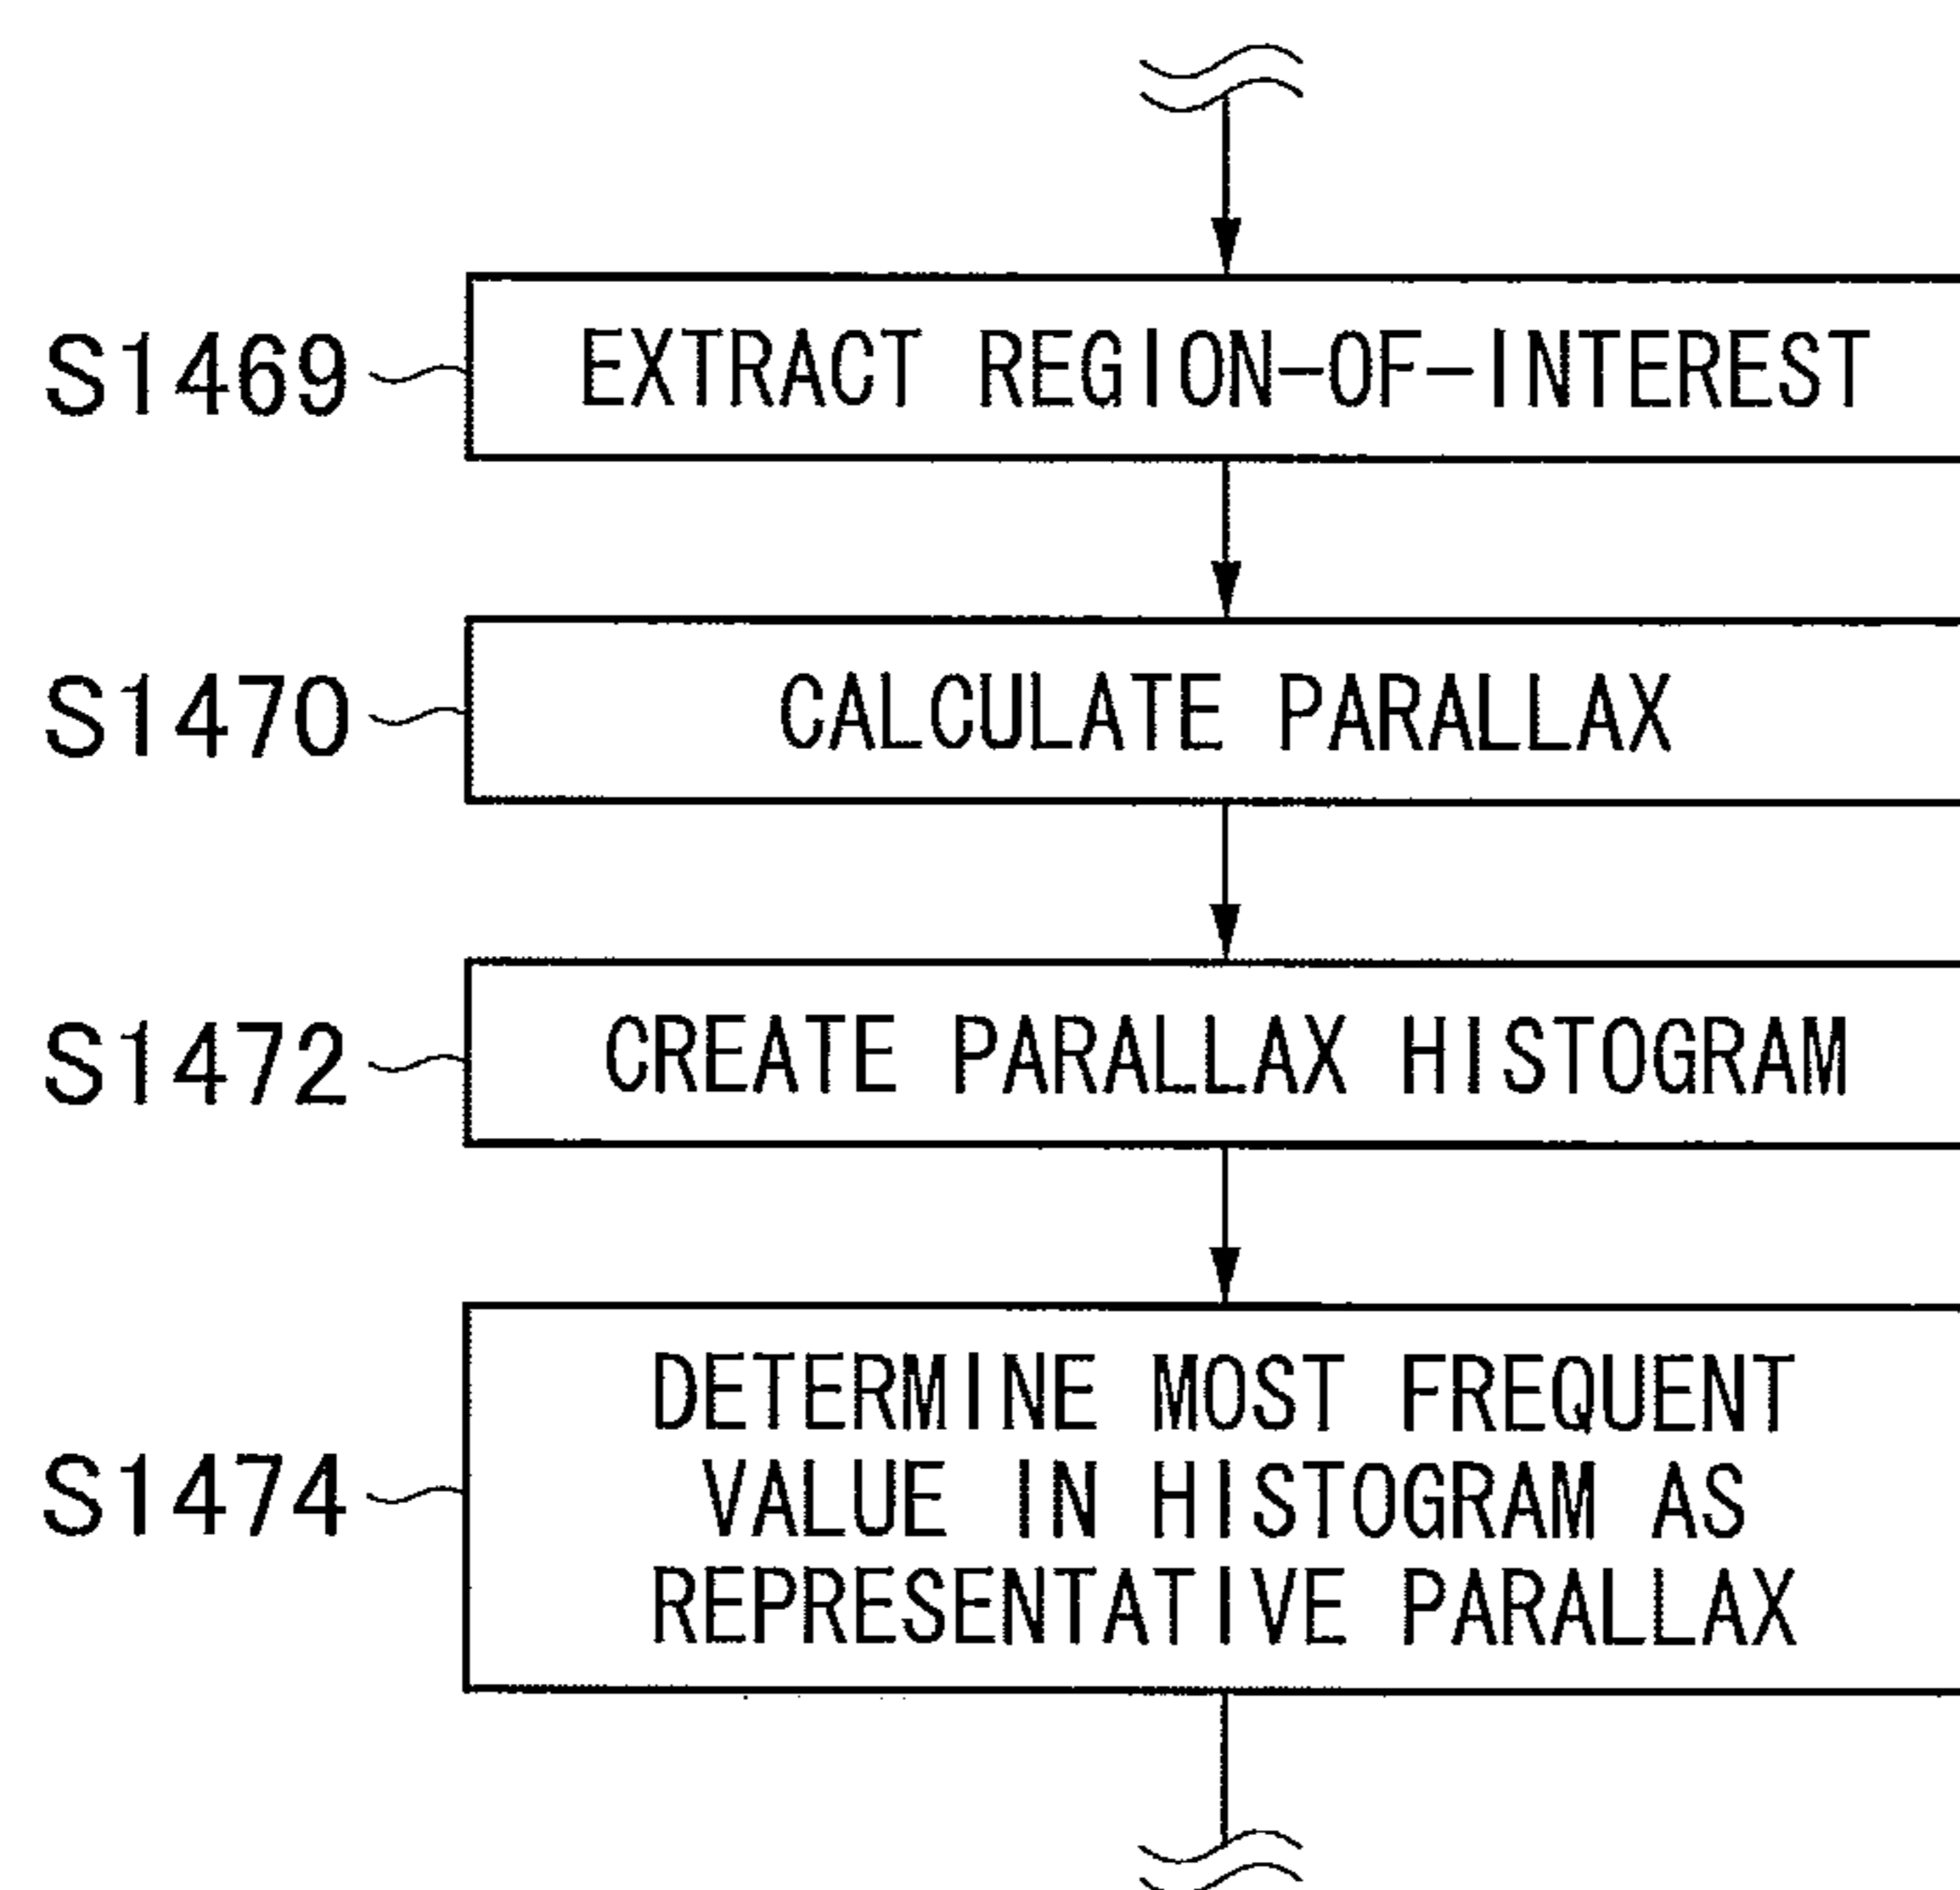 S1469 EXTRACT REGION-OF-INTEREST
S1470 CALCULATE PARALLAX
S1472 CREATE PARALLAX HISTOGRAM
DETERMINE MOST FREQUENT
S1474 VALUE IN HISTOGRAM AS
REPRESENTATIVE PARALLAX